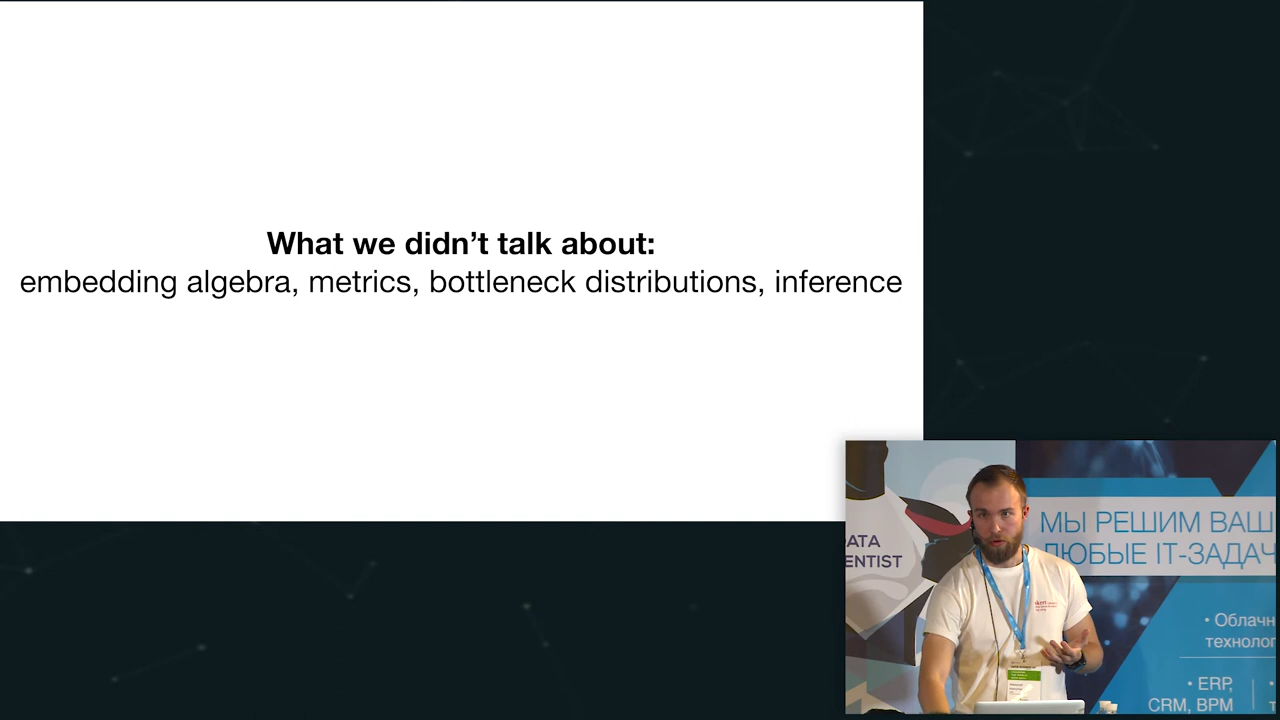 What we didn’t talk about:
embedding algebra, metrics, bottleneck distributions, inference
ATA
ENTIST
МЫ РЕШИМ ВАШ
ЛЮБЫЕ IT-ЗАДАЧ
• Облачн
технолог
• ERP,
CRM, BPM